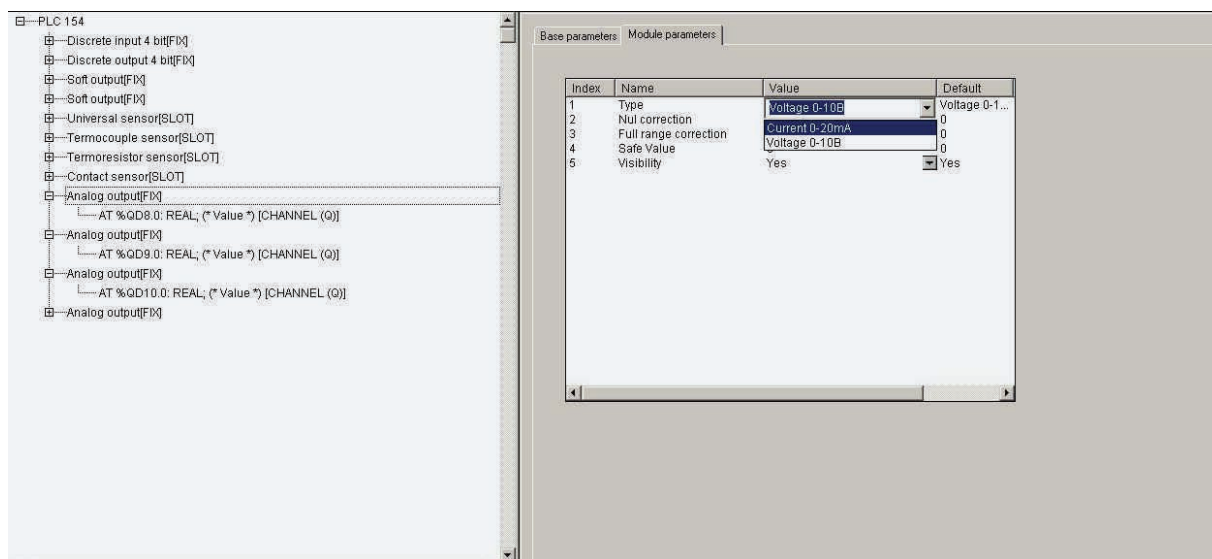 PLC 154
Discrete input 4 bit[FIX]
Discrete output 4 bit[FIX]
Soft output[FIX]
Soft output[FIX]
Universal sensor[SLOT]
Termocouple sensor[SLOT]
Termoresistor sensor[SLOT]
Contact sensor[SLOT]
Analog output[FIX]
AT %QD8.0: REAL; (* Value *) [CHANNEL (Q)]
Analog output[FIX]
AT %QD9.0: REAL; (* Value *) [CHANNEL (Q)]
Analog output[FIX]
AT %QD10.0: REAL; (* Value *) [CHANNEL (Q)]
Analog output[FIX]
Base parameters Module parameters
Index Name Value Default
1 Type Voltage 0-10B Voltage 0-1...
2 Nul correction 0
Current 0-20mA
3 Full range correction 0
Voltage 0-10B
4 Safe Value 0
5 Visibility Yes Yes